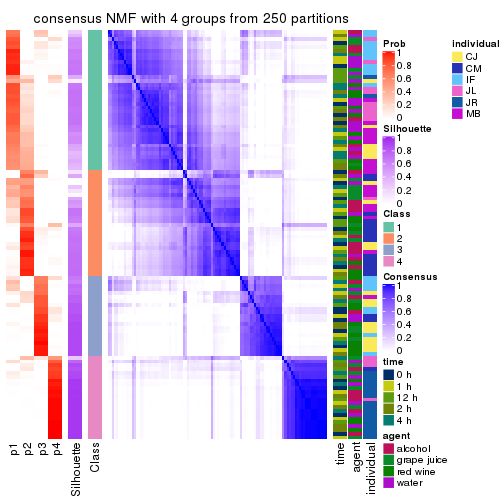 consensus NMF with 4 groups from 250 partitions
Prob
1
0.8
0.6
0.4
0.2
0
Silhouette
1
0.8
0.6
0.4
0.2
0
Class
1
2
3
4
Consensus
1
0.8
0.6
0.4
0.2
0
time
0 h
1 h
12 h
2 h
4 h
agent
alcohol
grape juice
red wine
water
Individual
CJ
CM
IF
JL
JR
MB
p1
p2
p3
p4
Silhouette
Class
time
agent
individual